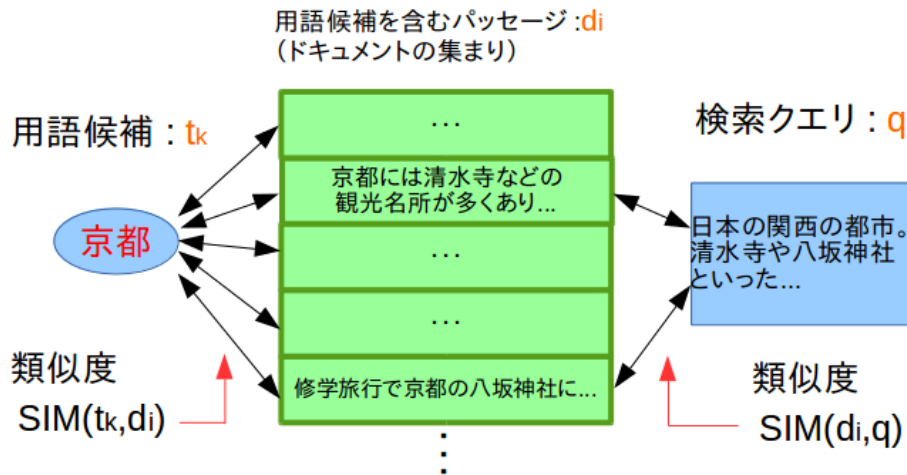 用語候補を含むパッセージ:di
(ドキュメントの集まり)
用語候補 : tk
検索クエリ : q
…
京都には清水寺などの
観光名所が多くあり...
…
…
修学旅行で京都の八坂神社に...
京都
日本の関西の都市。
清水寺や八坂神社
といった...
類似度
SIM(tk,di)
類似度
SIM(di,q)